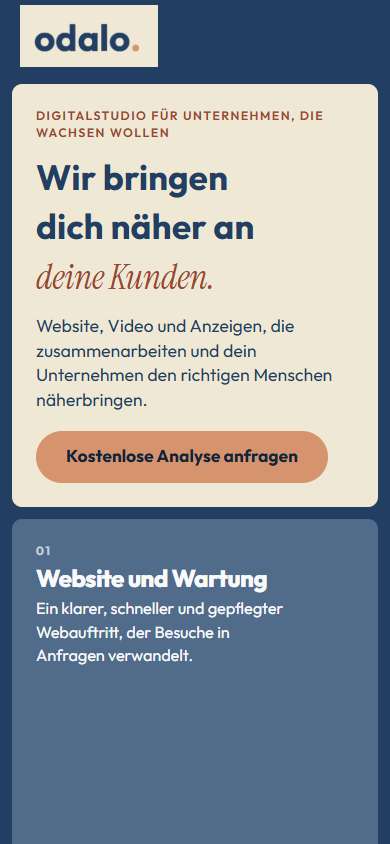 odalo.
DIGITALSTUDIO FÜR UNTERNEHMEN, DIE
WACHSEN WOLLEN
Wir bringen
dich näher an
deine Kunden.
Website, Video und Anzeigen, die
zusammenarbeiten und dein
Unternehmen den richtigen Menschen
näherbringen.
Kostenlose Analyse anfragen
01
Website und Wartung
Ein klarer, schneller und gepflegter
Webauftritt, der Besuche in
Anfragen verwandelt.